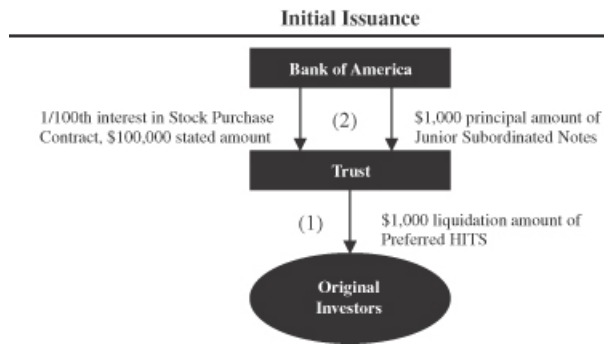 Initial Issuance
Bank of America
1/100th interest in Stock Purchase
Contract, $100,000 stated amount
(2)
$1,000 principal amount of
Junior Subordinated Notes
Trust
(1)
$1,000 liquidation amount of
Preferred HITS
Original
Investors